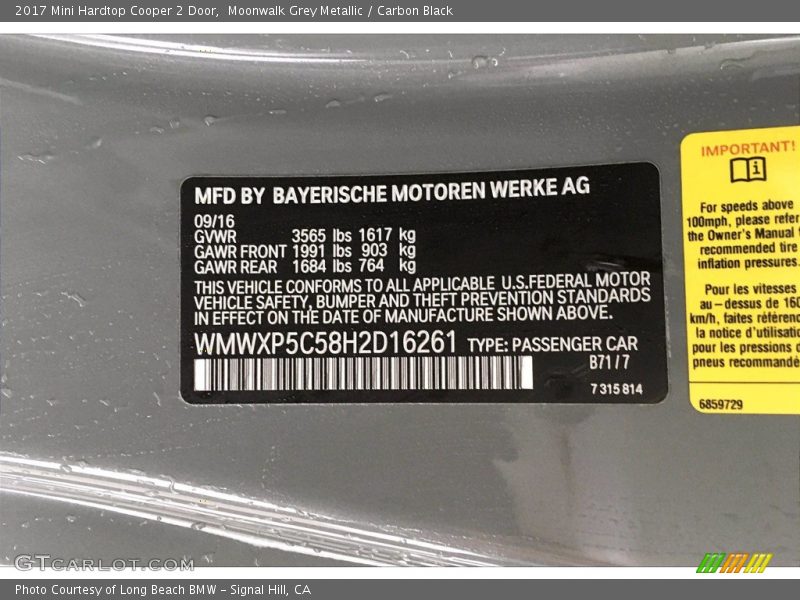 2017 Mini Hardtop Cooper 2 Door,  Moonwalk Grey Metallic / Carbon Black
MFD BY BAYERISCHE MOTOREN WERKE AG
09/16
GVWR 3565 lbs 1617 kg
GAWR FRONT 1991 lbs 903 kg
GAWR REAR 1684 lbs 764 kg
THIS VEHICLE CONFORMS TO ALL APPLICABLE U.S.FEDERAL MOTOR
VEHICLE SAFETY, BUMPER AND THEFT PREVENTION STANDARDS
IN EFFECT ON THE DATE OF MANUFACTURE SHOWN ABOVE.
WMWXP5C58H2D16261 TYPE: PASSENGER CAR
B71/7
7 315 814
IMPORTANT!
For speeds above
100mph, please refer
the Owner's Manual
recommended tire
inflation pressures.
Pour les vitesses
au-dessus de 160
km/h, faites référenc
la notice d'utilisatio
pour les pressions d
pneus recommandé
6859729
GTCARLOT.COM
Photo Courtesy of Long Beach BMW - Signal Hill, CA